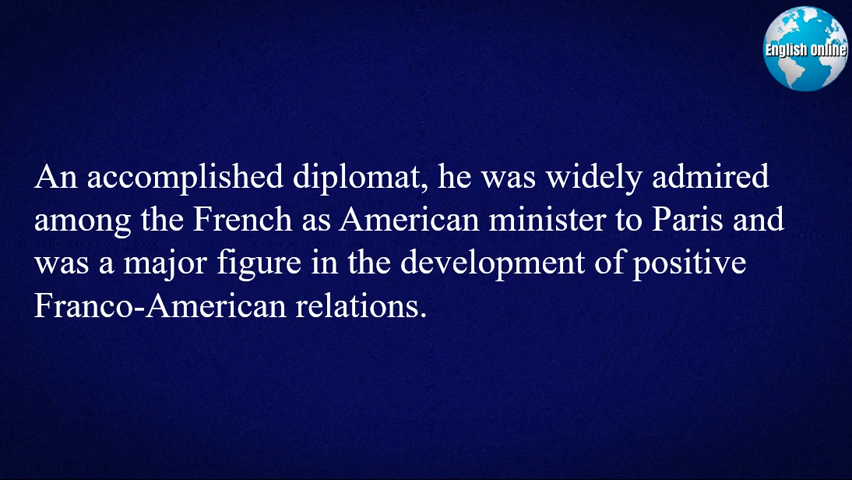 English Online
An accomplished diplomat, he was widely admired
among the French as American minister to Paris and
was a major figure in the development of positive
Franco-American relations.